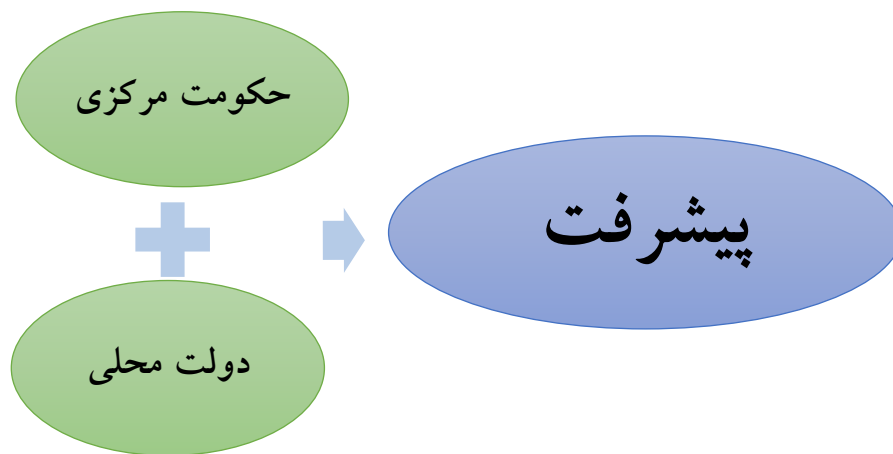 حکومت مرکزی
دولت محلی
پیشرفت